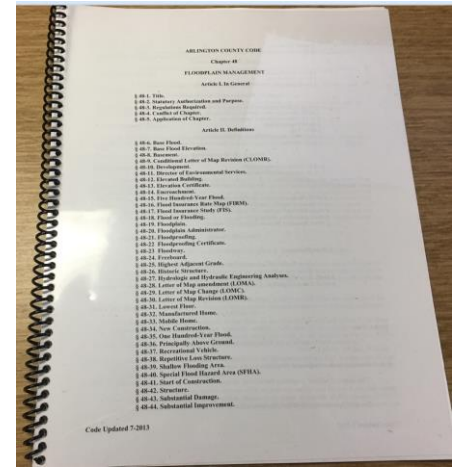 ARLINGTON COUNTY CODE
Chapter 48
FLOODPLAIN MANAGEMENT
Article I. In General
§ 48-1. Title.
§ 48-2. Statutory Authorization and Purpose.
§ 48-3. Regulations Required.
§ 48-4. Conflict of Chapter.
§ 48-5. Application of Chapter.
Article II. Definitions
§ 48-6. Base Flood.
§ 48-7. Base Flood Elevation.
§ 48-8. Basement.
§ 48-9. Conditional Letter of Map Revision (CLOMR).
§ 48-10. Development.
§ 48-11. Director of Environmental Services.
§ 48-12. Elevated Building.
§ 48-13. Elevation Certificate.
§ 48-14. Encroachment.
§ 48-15. Five Hundred-Year Flood.
§ 48-16. Flood Insurance Rate Map (FIRM).
§ 48-17. Flood Insurance Study (FIS).
§ 48-18. Flood or Flooding.
§ 48-19. Floodplain.
§ 48-20. Floodplain Administrator.
§ 48-21. Floodproofing.
§ 48-22 Floodproofing Certificate.
§ 48-23. Floodway.
§ 48-24. Freeboard.
§ 48-25. Highest Adjacent Grade.
§ 48-26. Historic Structure.
§ 48-27. Hydrologic and Hydraulic Engineering Analyses.
§ 48-28. Letter of Map amendment (LOMA).
§ 48-29. Letter of Map Change (LOMC).
§ 48-30. Letter of Map Revision (LOMR).
§ 48-31. Lowest Floor.
§ 48-32. Manufactured Home.
§ 48-33. Mobile Home.
§ 48-34. New Construction.
§ 48-35. One Hundred-Year Flood.
§ 48-36. Principally Above Ground.
§ 48-37. Recreational Vehicle.
§ 48-38. Repetitive Loss Structure.
§ 48-39. Shallow Flooding Area.
§ 48-40. Special Flood Hazard Area (SFHA).
§ 48-41. Start of Construction.
§ 48-42. Structure.
§ 48-43. Substantial Damage.
§ 48-44. Substantial Improvement.
Code Updated 7-2013